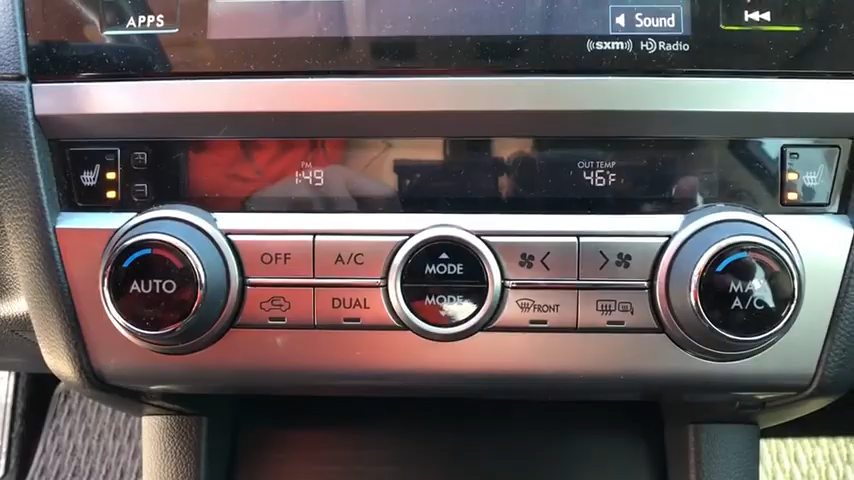 APPS
Sound
((sxm)) HD Radio
PM
1:49
OUT TEMP
46°F
OFF
A/C
MODE
AUTO
MAX
A/C
DUAL
MODE
FRONT